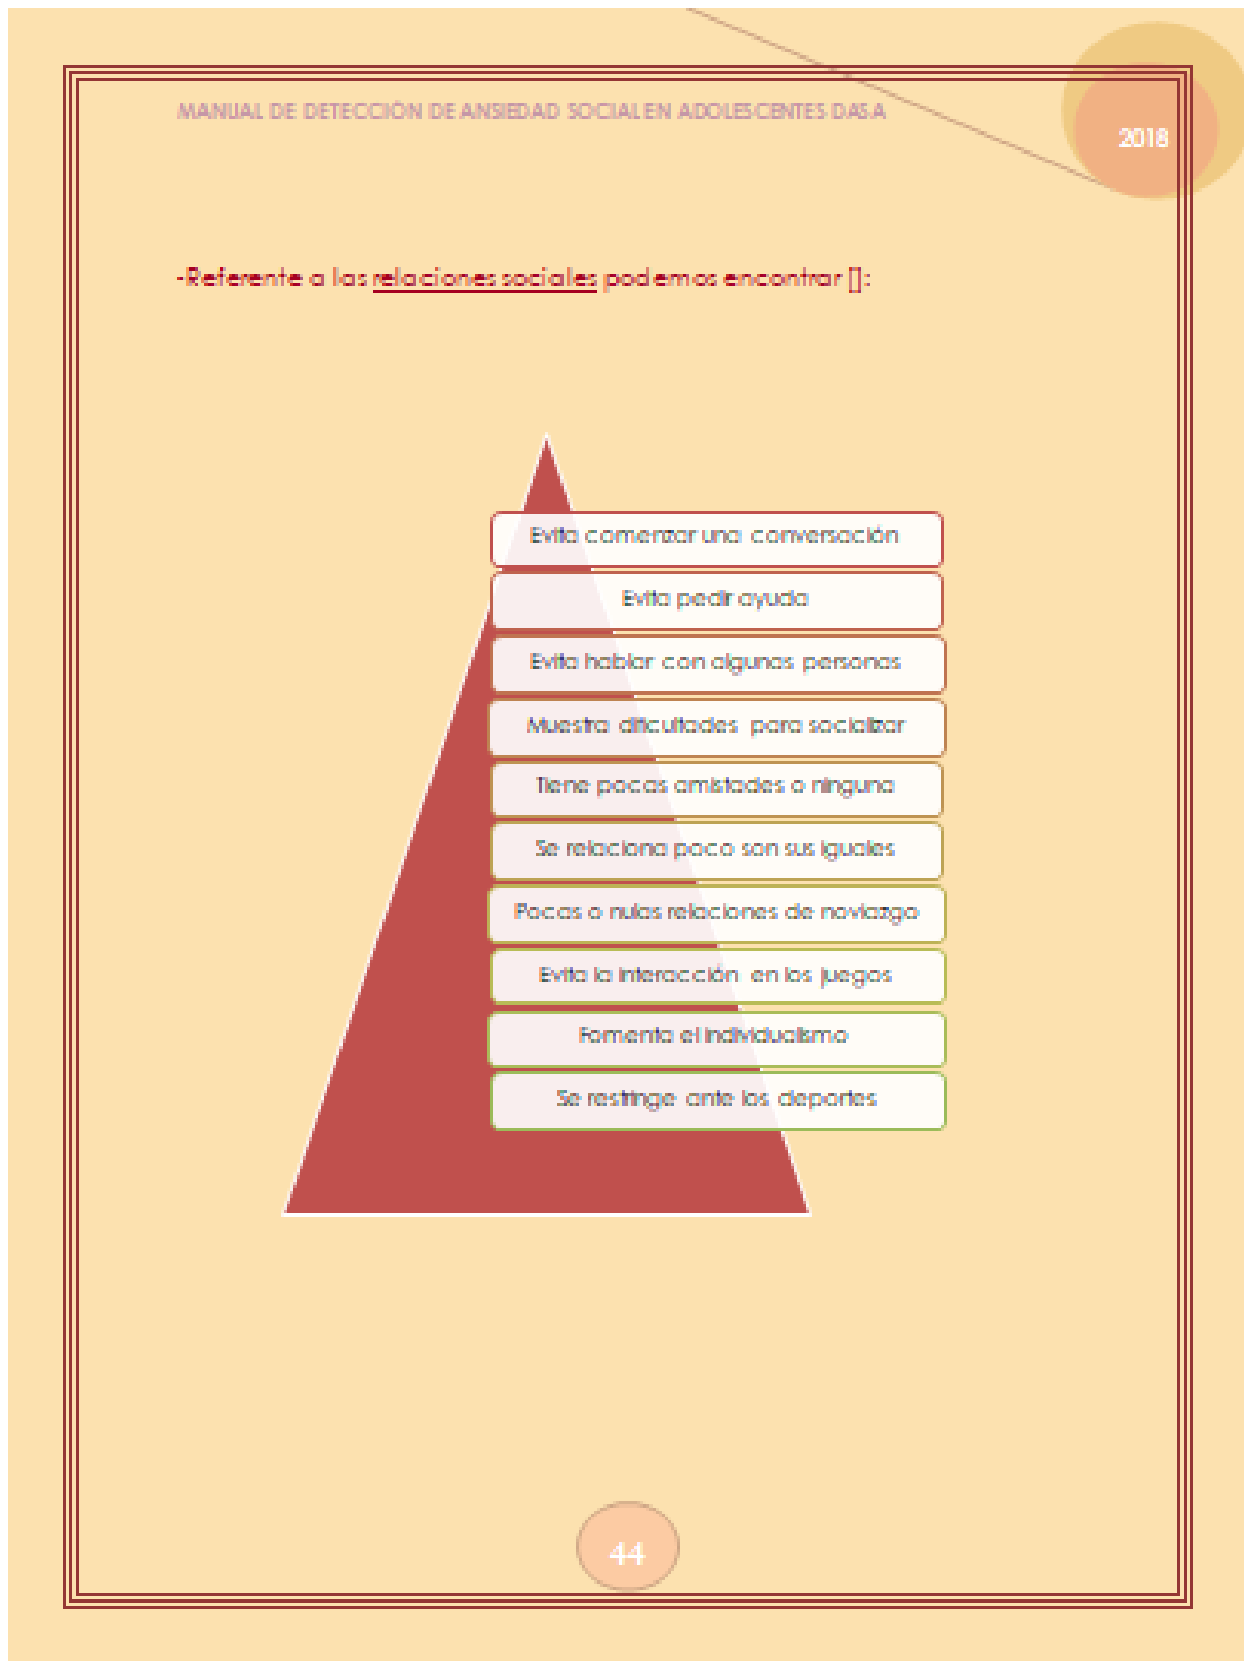 MANUAL DE DETECCIÓN DE ANSIEDAD SOCIAL EN ADOLESCENTES DASA
2018
-Referente a las relaciones sociales podemos encontrar []:
Evita comenzar una conversación
Evita pedir ayuda
Evita hablar con algunas personas
Muestra dificultades para socializar
Tiene pocas amistades o ninguna
Se relaciona poco son sus iguales
Pocas o nulas relaciones de noviazgo
Evita la interacción en los juegos
Fomenta el individualismo
Se restringe ante los deportes
44